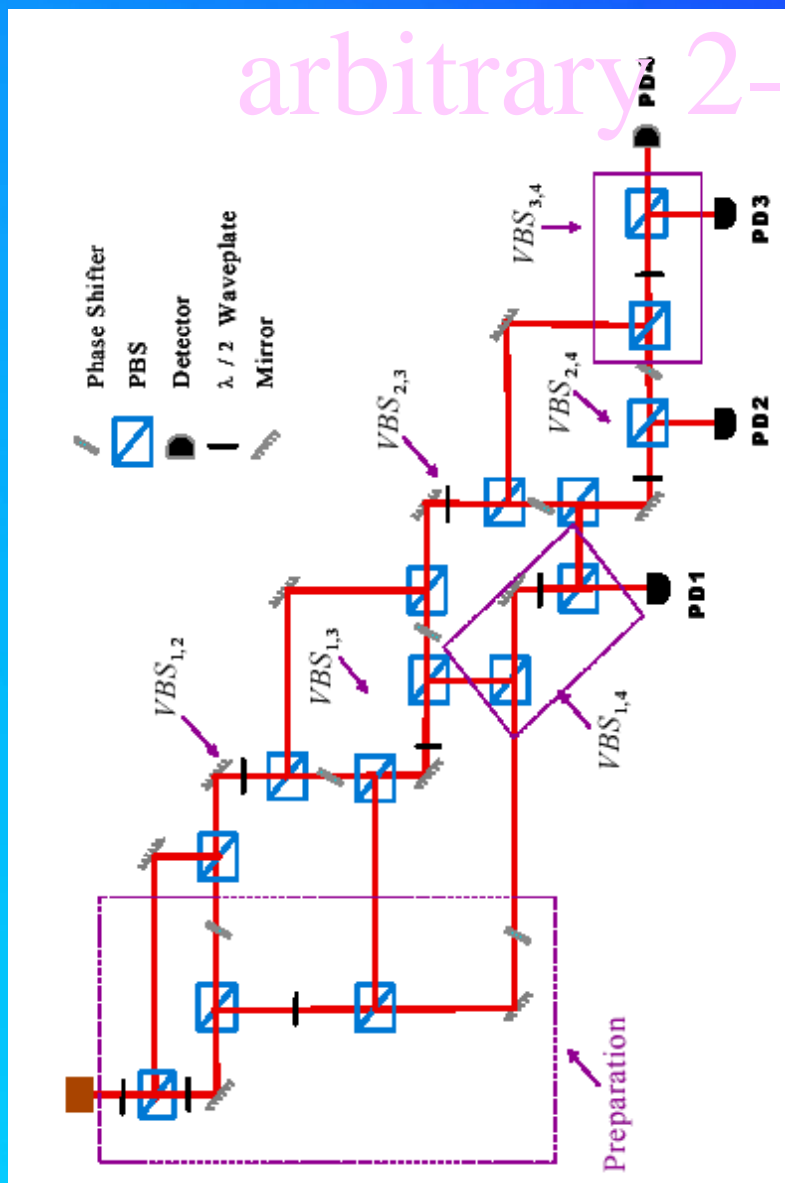 arbitrary 2-
Phase Shifter
PBS
Detector
λ / 2 Waveplate
Mirror
PD4
VBS3,4
PD3
VBS2,3
VBS2,4
PD2
VBS1,2
VBS1,3
PD1
VBS1,4
Preparation